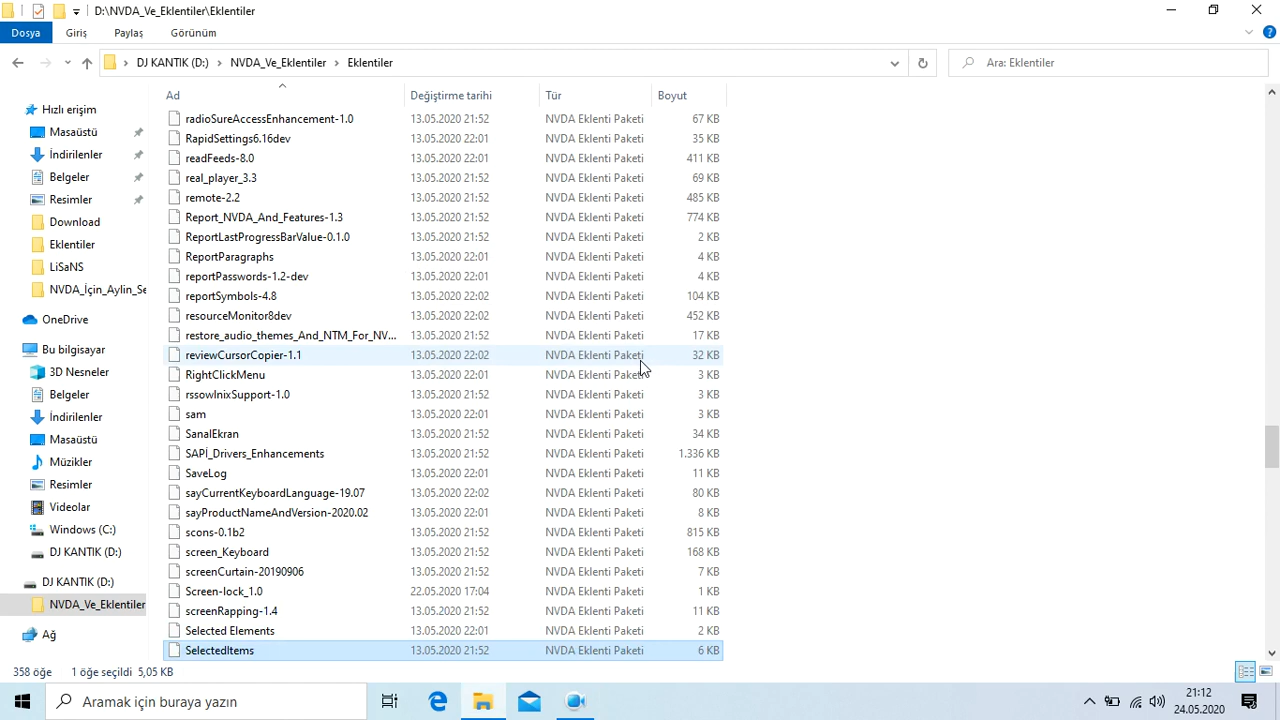 D:\NVDA_Ve_Eklentiler\Eklentiler
Dosya Giriş Paylaş Görünüm
DJ KANTIK (D:) NVDA_Ve_Eklentiler Eklentiler Ara: Eklentiler
Ad Değiştirme tarihi Tür Boyut
radioSureAccessEnhancement-1.0 13.05.2020 21:52 NVDA Eklenti Paketi 67 KB
RapidSettings6.16dev 13.05.2020 22:01 NVDA Eklenti Paketi 35 KB
readFeeds-8.0 13.05.2020 22:01 NVDA Eklenti Paketi 411 KB
real_player_3.3 13.05.2020 21:52 NVDA Eklenti Paketi 69 KB
remote-2.2 13.05.2020 22:01 NVDA Eklenti Paketi 485 KB
Report_NVDA_And_Features-1.3 13.05.2020 21:52 NVDA Eklenti Paketi 774 KB
ReportLastProgressBarValue-0.1.0 13.05.2020 21:52 NVDA Eklenti Paketi 2 KB
ReportParagraphs 13.05.2020 22:01 NVDA Eklenti Paketi 4 KB
reportPasswords-1.2-dev 13.05.2020 22:01 NVDA Eklenti Paketi 4 KB
reportSymbols-4.8 13.05.2020 22:02 NVDA Eklenti Paketi 104 KB
resourceMonitor8dev 13.05.2020 22:02 NVDA Eklenti Paketi 452 KB
restore_audio_themes_And_NTM_For_NV... 13.05.2020 21:52 NVDA Eklenti Paketi 17 KB
reviewCursorCopier-1.1 13.05.2020 22:02 NVDA Eklenti Paketi 32 KB
RightClickMenu 13.05.2020 22:01 NVDA Eklenti Paketi 3 KB
rssowInixSupport-1.0 13.05.2020 21:52 NVDA Eklenti Paketi 3 KB
sam 13.05.2020 22:01 NVDA Eklenti Paketi 3 KB
SanalEkran 13.05.2020 21:52 NVDA Eklenti Paketi 34 KB
SAPİ_Drivers_Enhancements 13.05.2020 21:52 NVDA Eklenti Paketi 1.336 KB
SaveLog 13.05.2020 22:01 NVDA Eklenti Paketi 11 KB
sayCurrentKeyboardLanguage-19.07 13.05.2020 22:02 NVDA Eklenti Paketi 80 KB
sayProductNameAndVersion-2020.02 13.05.2020 22:01 NVDA Eklenti Paketi 8 KB
scons-0.1b2 13.05.2020 21:52 NVDA Eklenti Paketi 815 KB
screen_Keyboard 13.05.2020 21:52 NVDA Eklenti Paketi 168 KB
screenCurtain-20190906 13.05.2020 21:52 NVDA Eklenti Paketi 7 KB
Screen-lock_1.0 22.05.2020 17:04 NVDA Eklenti Paketi 1 KB
screenRapping-1.4 13.05.2020 21:52 NVDA Eklenti Paketi 11 KB
Selected Elements 13.05.2020 22:01 NVDA Eklenti Paketi 2 KB
SelectedItems 13.05.2020 21:52 NVDA Eklenti Paketi 6 KB
Hızlı erişim
Masaüstü
İndirilenler
Belgeler
Resimler
Download
Eklentiler
LiSaNS
NVDA_İçin_Aylin_Se
OneDrive
Bu bilgisayar
3D Nesneler
Belgeler
İndirilenler
Masaüstü
Müzikler
Resimler
Videolar
Windows (C:)
DJ KANTIK (D:)
DJ KANTIK (D:)
NVDA_Ve_Eklentiler
Ağ
358 öğe 1 öğe seçildi 5,05 KB
Aramak için buraya yazın
21:12
24.05.2020